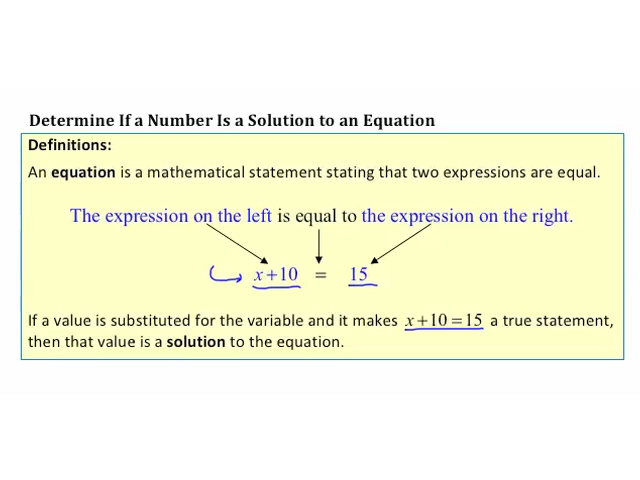 Determine If a Number Is a Solution to an Equation
Definitions:
An equation is a mathematical statement stating that two expressions are equal.
The expression on the left is equal to the expression on the right.
x+10 = 15
If a value is substituted for the variable and it makes x+10=15 a true statement,
then that value is a solution to the equation.